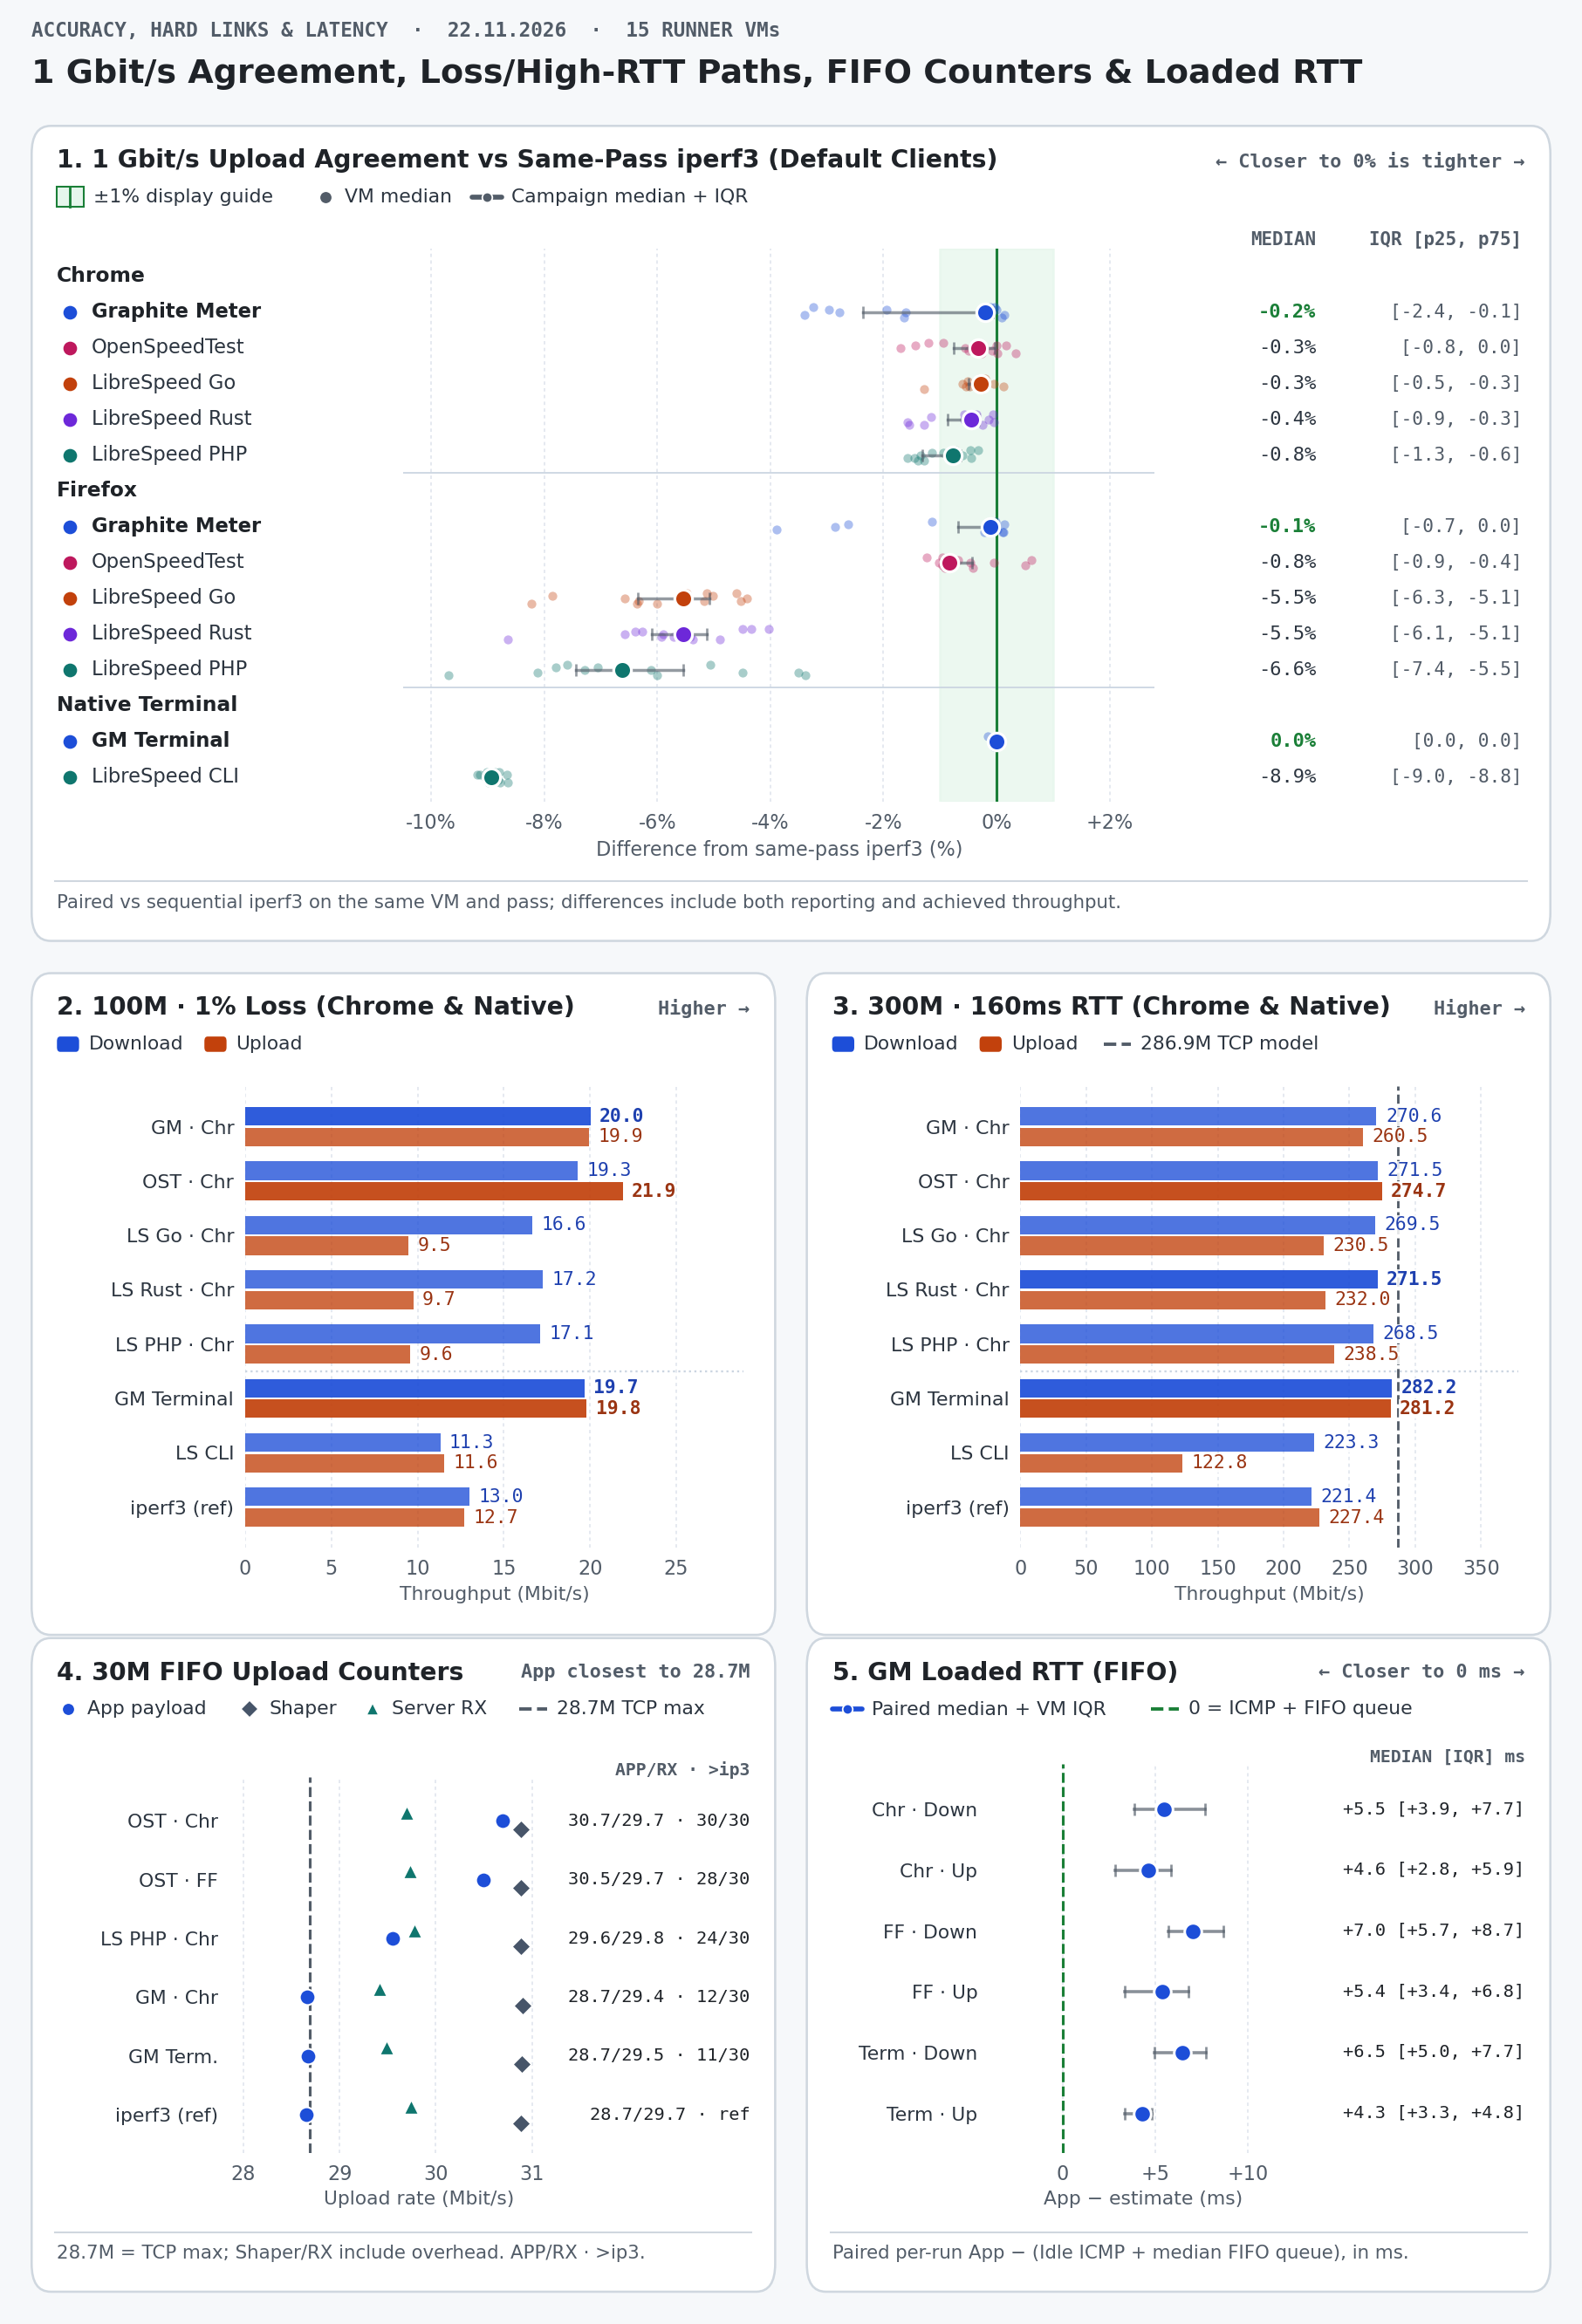 ACCURACY, HARD LINKS & LATENCY · 22.11.2026 · 15 RUNNER VMs
1 Gbit/s Agreement, Loss/High-RTT Paths, FIFO Counters & Loaded RTT
1. 1 Gbit/s Upload Agreement vs Same-Pass iperf3 (Default Clients)
← Closer to 0% is tighter →
±1% display guide VM median Campaign median + IQR
MEDIAN IQR [p25, p75]
Chrome
Graphite Meter -0.2% [-2.4, -0.1]
OpenSpeedTest -0.3% [-0.8, 0.0]
LibreSpeed Go -0.3% [-0.5, -0.3]
LibreSpeed Rust -0.4% [-0.9, -0.3]
LibreSpeed PHP -0.8% [-1.3, -0.6]
Firefox
Graphite Meter -0.1% [-0.7, 0.0]
OpenSpeedTest -0.8% [-0.9, -0.4]
LibreSpeed Go -5.5% [-6.3, -5.1]
LibreSpeed Rust -5.5% [-6.1, -5.1]
LibreSpeed PHP -6.6% [-7.4, -5.5]
Native Terminal
GM Terminal 0.0% [0.0, 0.0]
LibreSpeed CLI -8.9% [-9.0, -8.8]
-10% -8% -6% -4% -2% 0% +2%
Difference from same-pass iperf3 (%)
Paired vs sequential iperf3 on the same VM and pass; differences include both reporting and achieved throughput.
2. 100M · 1% Loss (Chrome & Native)
Higher →
Download Upload
GM · Chr 20.0
19.9
OST · Chr 19.3
21.9
LS Go · Chr 16.6
9.5
LS Rust · Chr 17.2
9.7
LS PHP · Chr 17.1
9.6
GM Terminal 19.7
19.8
LS CLI 11.3
11.6
iperf3 (ref) 13.0
12.7
0 5 10 15 20 25
Throughput (Mbit/s)
3. 300M · 160ms RTT (Chrome & Native)
Higher →
Download Upload 286.9M TCP model
GM · Chr 270.6
260.5
OST · Chr 271.5
274.7
LS Go · Chr 269.5
230.5
LS Rust · Chr 271.5
232.0
LS PHP · Chr 268.5
238.5
GM Terminal 282.2
281.2
LS CLI 223.3
122.8
iperf3 (ref) 221.4
227.4
0 50 100 150 200 250 300 350
Throughput (Mbit/s)
4. 30M FIFO Upload Counters
App closest to 28.7M
App payload Shaper Server RX 28.7M TCP max
APP/RX · >ip3
OST · Chr 30.7/29.7 · 30/30
OST · FF 30.5/29.7 · 28/30
LS PHP · Chr 29.6/29.8 · 24/30
GM · Chr 28.7/29.4 · 12/30
GM Term. 28.7/29.5 · 11/30
iperf3 (ref) 28.7/29.7 · ref
28 29 30 31
Upload rate (Mbit/s)
28.7M = TCP max; Shaper/RX include overhead. APP/RX · >ip3.
5. GM Loaded RTT (FIFO)
← Closer to 0 ms →
Paired median + VM IQR 0 = ICMP + FIFO queue
MEDIAN [IQR] ms
Chr · Down +5.5 [+3.9, +7.7]
Chr · Up +4.6 [+2.8, +5.9]
FF · Down +7.0 [+5.7, +8.7]
FF · Up +5.4 [+3.4, +6.8]
Term · Down +6.5 [+5.0, +7.7]
Term · Up +4.3 [+3.3, +4.8]
0 +5 +10
App − estimate (ms)
Paired per-run App − (Idle ICMP + median FIFO queue), in ms.